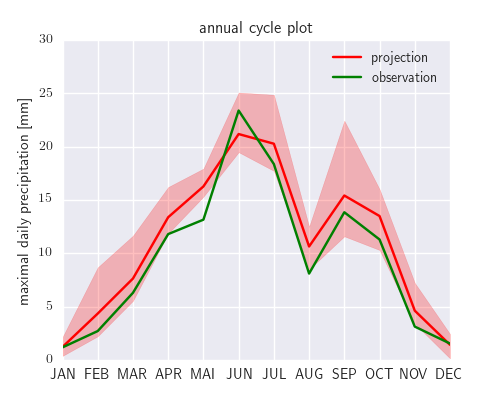 annual cycle plot
30
25
20
15
10
5
0
maximal daily precipitation [mm]
projection
observation
JAN FEB MAR APR MAI JUN JUL AUG SEP OCT NOV DEC